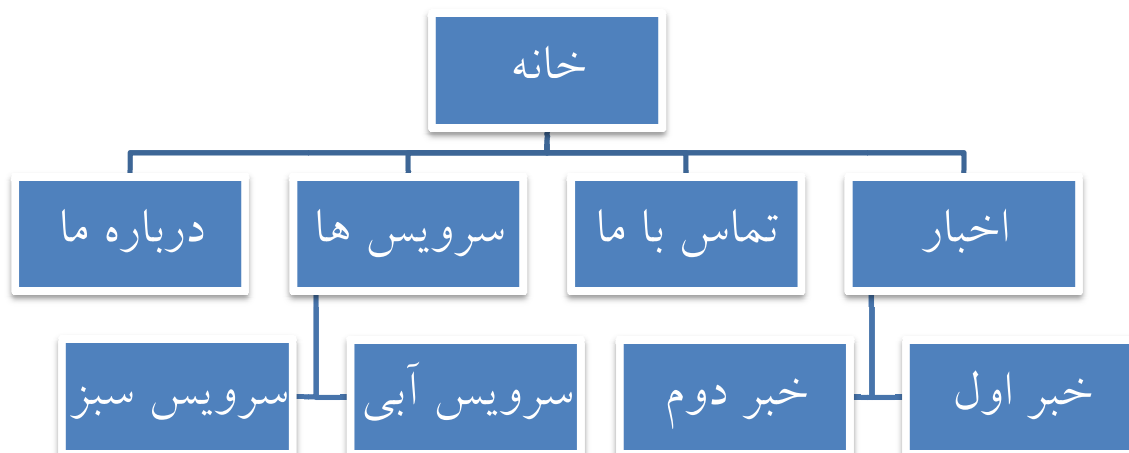 خانه
اخبار
تماس با ما
سرویس ها
درباره ما
خبر اول
خبر دوم
سرویس آبی
سرویس سبز